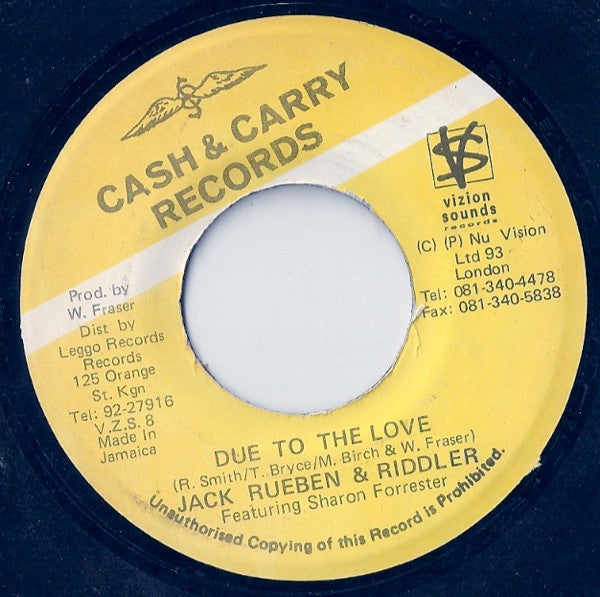 CASH & CARRY
RECORDS
VS
vizion
sounds
records
(C) (P) Nu Vision
Ltd 93
London
Tel: 081-340-4478
Fax: 081-340-5838
Prod. by
W. Fraser
Dist by
Leggo Records
Records
125 Orange
St. Kgn
Tel: 92-27916
V.Z.S. 8
Made In
Jamaica
DUE TO THE LOVE
(R. Smith/T. Bryce/M. Birch & W. Fraser)
JACK RUEBEN & RIDDLER
Featuring Sharon Forrester
Unauthorised Copying of this Record is Prohibited.